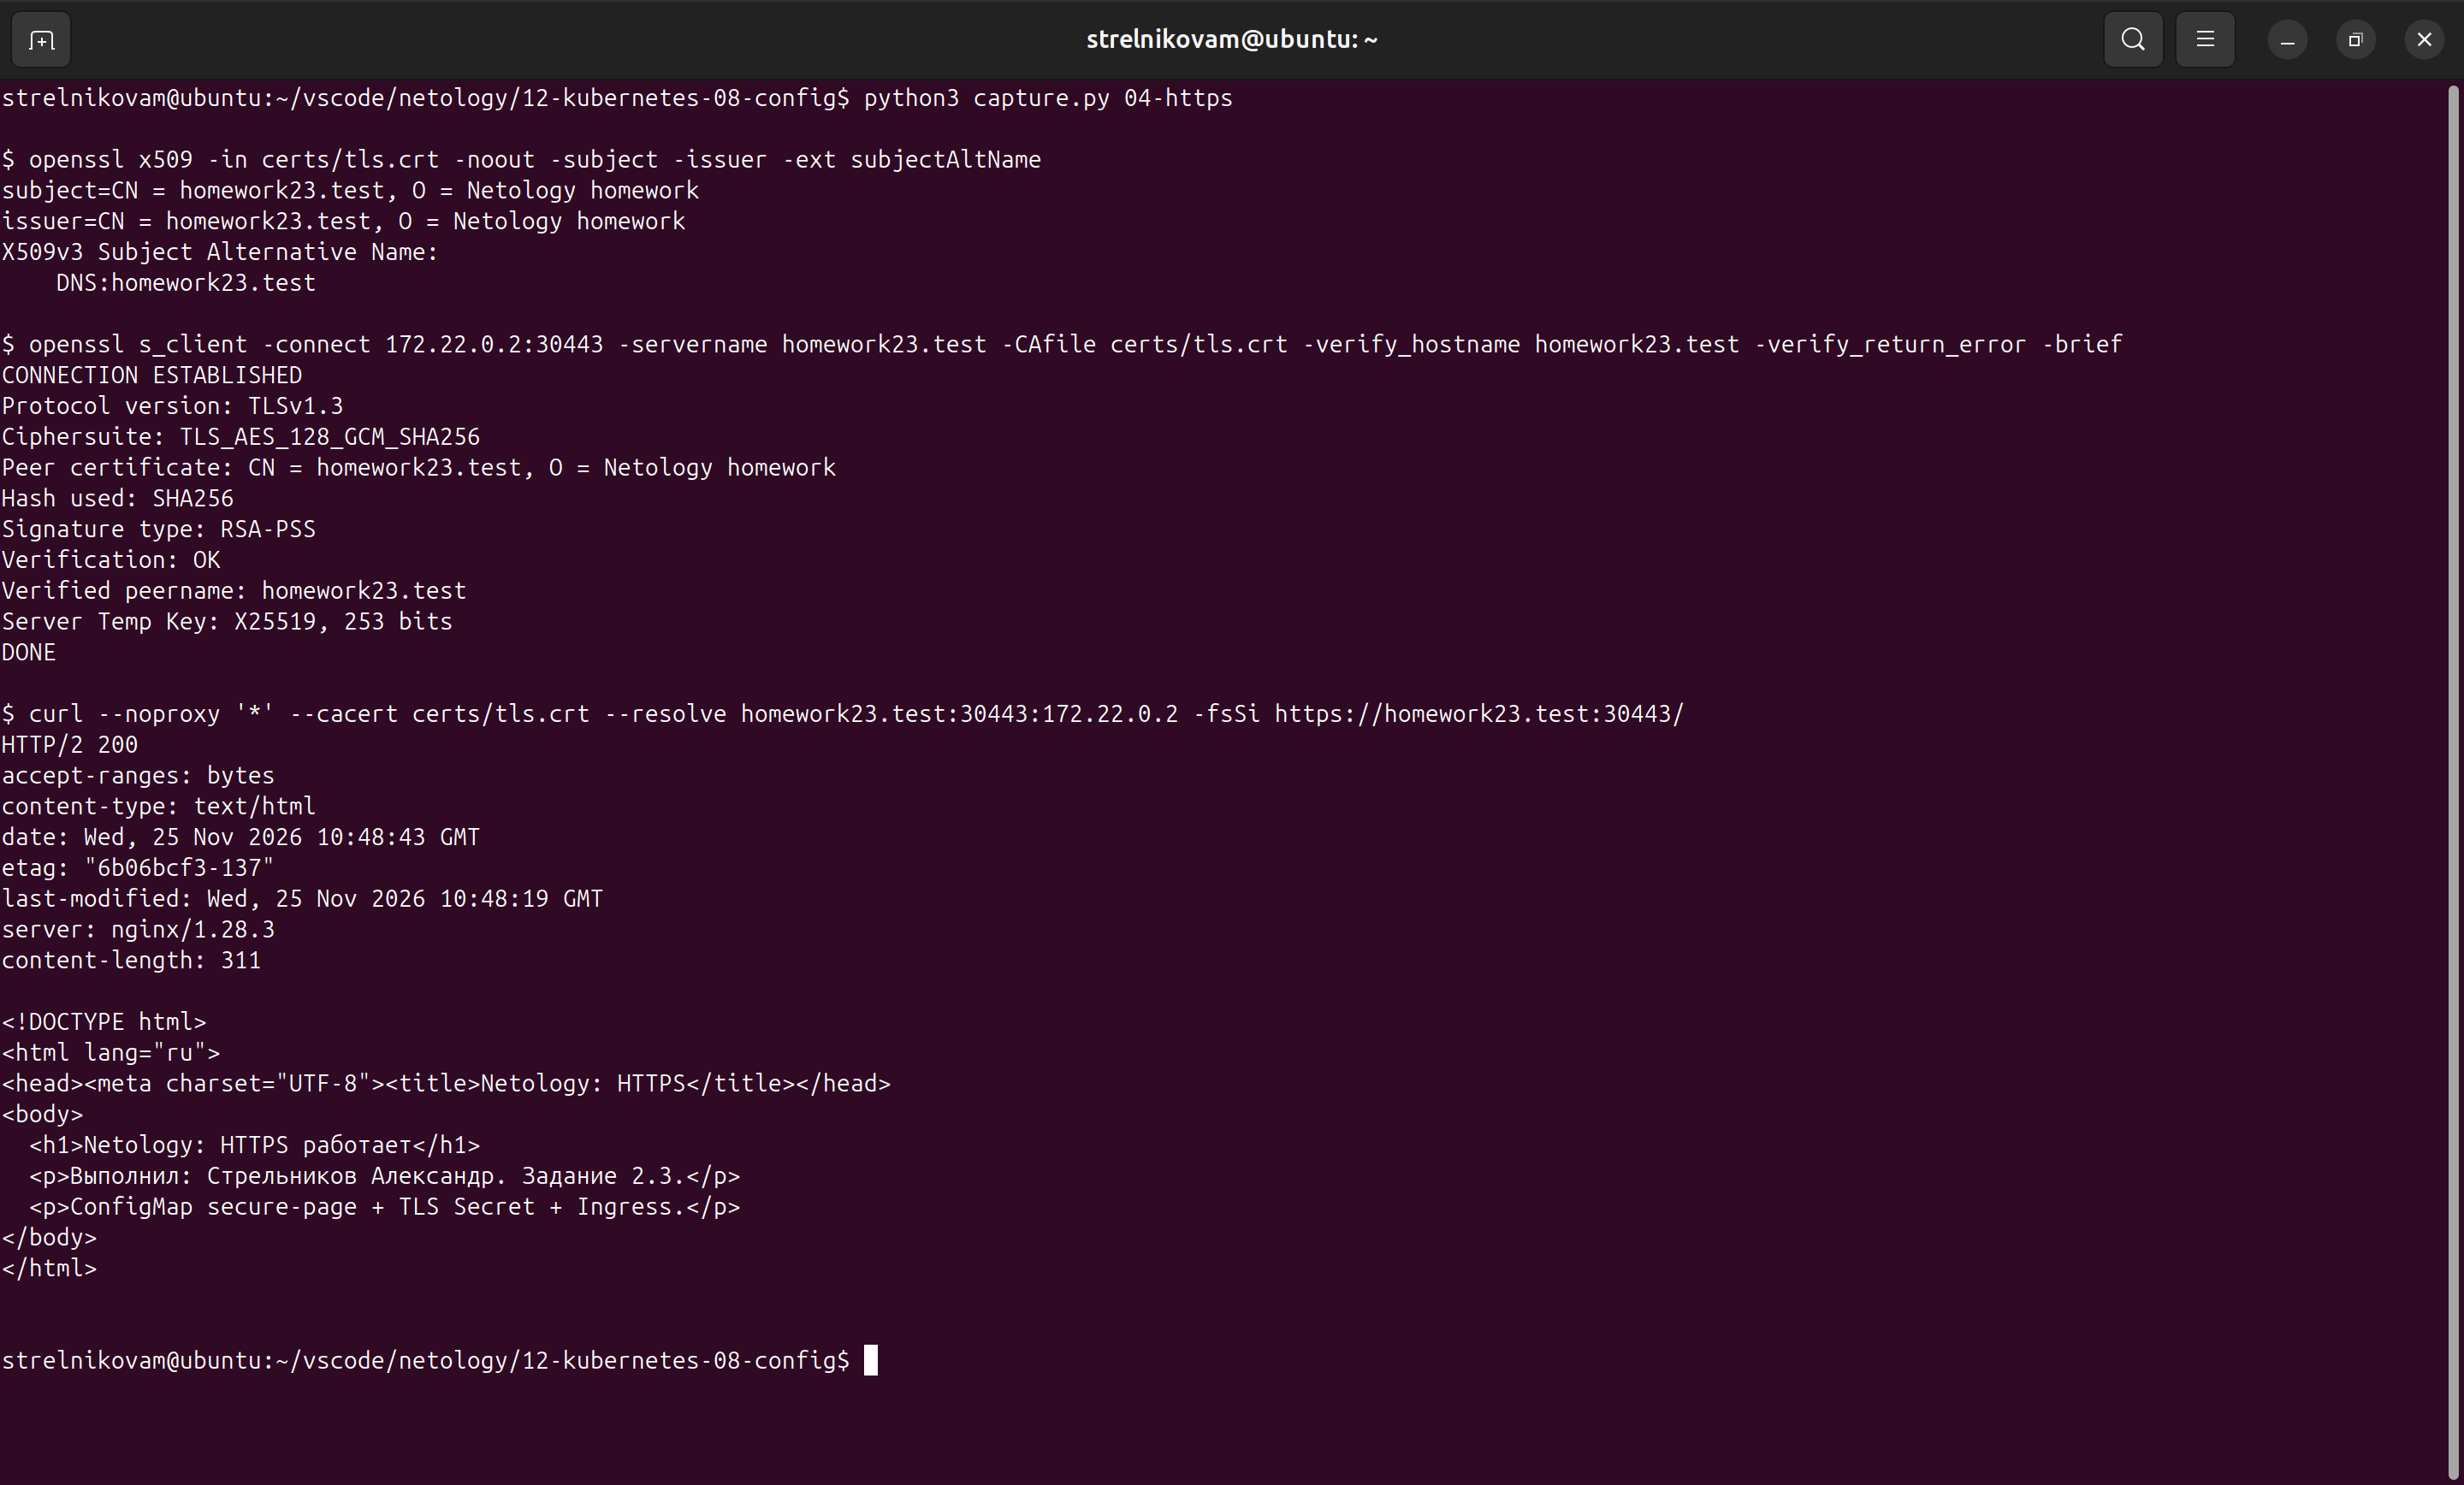 strelnikovam@ubuntu: ~
strelnikovam@ubuntu:~/vscode/netology/12-kubernetes-08-config$ python3 capture.py 04-https
$ openssl x509 -in certs/tls.crt -noout -subject -issuer -ext subjectAltName
subject=CN = homework23.test, O = Netology homework
issuer=CN = homework23.test, O = Netology homework
X509v3 Subject Alternative Name:
    DNS:homework23.test
$ openssl s_client -connect 172.22.0.2:30443 -servername homework23.test -CAfile certs/tls.crt -verify_hostname homework23.test -verify_return_error -brief
CONNECTION ESTABLISHED
Protocol version: TLSv1.3
Ciphersuite: TLS_AES_128_GCM_SHA256
Peer certificate: CN = homework23.test, O = Netology homework
Hash used: SHA256
Signature type: RSA-PSS
Verification: OK
Verified peername: homework23.test
Server Temp Key: X25519, 253 bits
DONE
$ curl --noproxy '*' --cacert certs/tls.crt --resolve homework23.test:30443:172.22.0.2 -fsSi https://homework23.test:30443/
HTTP/2 200
accept-ranges: bytes
content-type: text/html
date: Wed, 25 Nov 2026 10:48:43 GMT
etag: "6b06bcf3-137"
last-modified: Wed, 25 Nov 2026 10:48:19 GMT
server: nginx/1.28.3
content-length: 311
<!DOCTYPE html>
<html lang="ru">
<head><meta charset="UTF-8"><title>Netology: HTTPS</title></head>
<body>
  <h1>Netology: HTTPS работает</h1>
  <p>Выполнил: Стрельников Александр. Задание 2.3.</p>
  <p>ConfigMap secure-page + TLS Secret + Ingress.</p>
</body>
</html>
strelnikovam@ubuntu:~/vscode/netology/12-kubernetes-08-config$